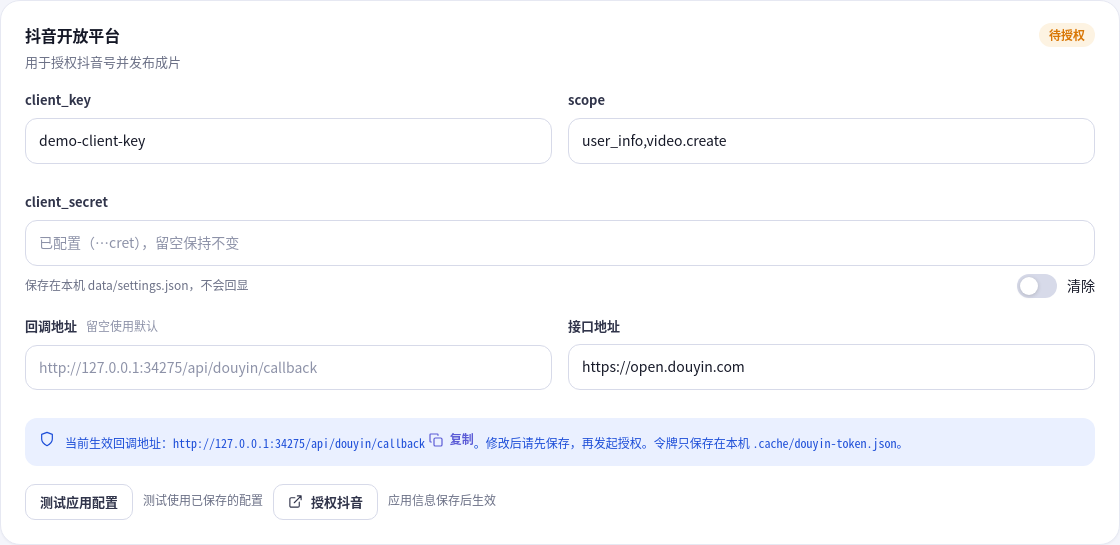 抖音开放平台
待授权
用于授权抖音号并发布成片
client_key
scope
demo-client-key
user_info,video.create
client_secret
已配置（…cret），留空保持不变
保存在本机 data/settings.json，不会回显
清除
回调地址 留空使用默认
接口地址
http://127.0.0.1:34275/api/douyin/callback
https://open.douyin.com
当前生效回调地址：http://127.0.0.1:34275/api/douyin/callback 复制。修改后请先保存，再发起授权。令牌只保存在本机 .cache/douyin-token.json。
测试应用配置 测试使用已保存的配置 授权抖音 应用信息保存后生效